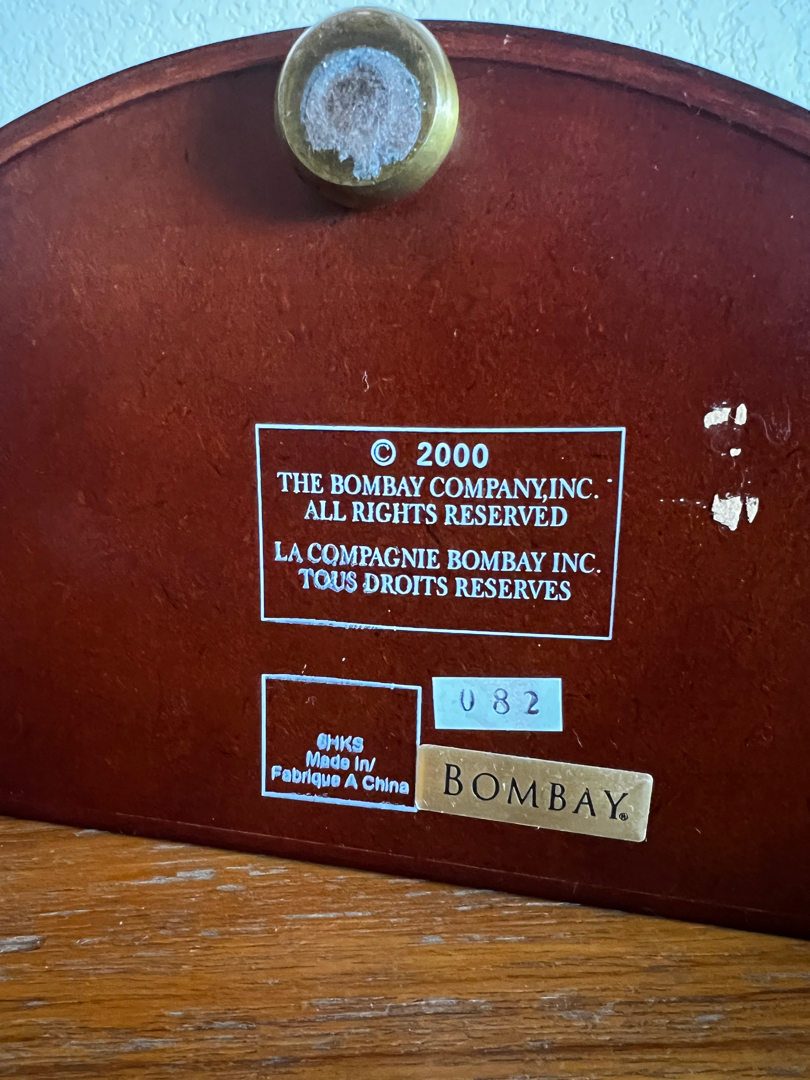 © 2000
THE BOMBAY COMPANY,INC.
ALL RIGHTS RESERVED
LA COMPAGNIE BOMBAY INC.
TOUS DROITS RESERVES
082
6HKS
Made In/
Fabrique A China
BOMBAY®